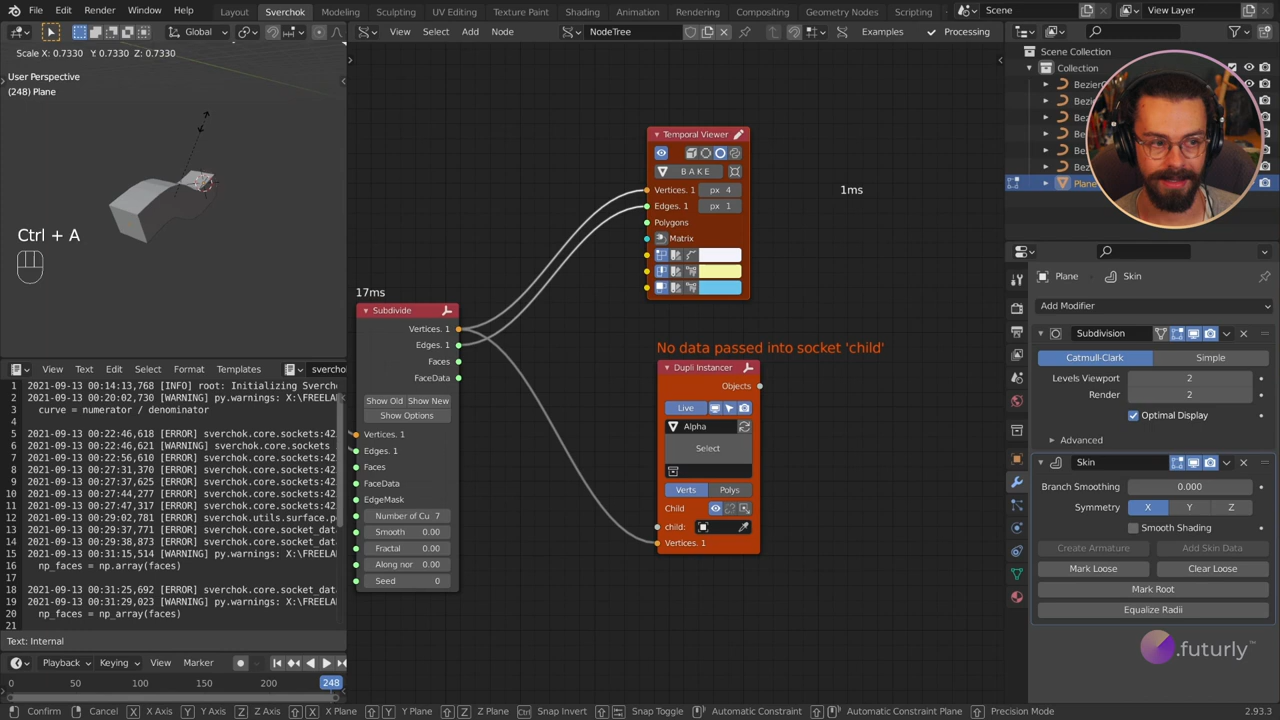 File Edit Render Window Help Layout Sverchok Modeling Sculpting UV Editing Texture Paint Shading Animation Rendering Compositing Geometry Nodes Scripting Scene View Layer
Global View Select Add Node NodeTree Examples Processing
Scale X: 0.7330 Y: 0.7330 Z: 0.7330
User Perspective
(248) Plane
Ctrl + A
Scene Collection
Collection
Plane
Temporal Viewer
BAKE
Vertices. 1 px 4
Edges. 1 px 1
Polygons
Matrix
1ms
17ms
Subdivide
Vertices. 1
Edges. 1
Faces
FaceData
Show Old Show New
Show Options
Vertices. 1
Edges. 1
Faces
FaceData
EdgeMask
Number of Cu 7
Smooth 0.00
Fractal 0.00
Along nor 0.00
Seed 0
No data passed into socket 'child'
Dupli Instancer
Objects
Live
Alpha
Select
Verts Polys
Child
child:
Vertices. 1
View Text Edit Select Format Templates sverchok
1 2021-09-13 00:14:13,768 [INFO] root: Initializing Sverch
2 2021-09-13 00:20:02,730 [WARNING] py.warnings: X:\FREELA
3 curve = numerator / denominator
4
5 2021-09-13 00:22:46,618 [ERROR] sverchok.core.sockets:42
6 2021-09-13 00:22:46,621 [WARNING] sverchok.core.sockets
7 2021-09-13 00:22:56,610 [ERROR] sverchok.core.sockets:42
8 2021-09-13 00:27:31,370 [ERROR] sverchok.core.sockets:42
9 2021-09-13 00:27:37,625 [ERROR] sverchok.core.sockets:42
10 2021-09-13 00:27:44,277 [ERROR] sverchok.core.sockets:42
11 2021-09-13 00:27:44,317 [ERROR] sverchok.core.sockets:42
12 2021-09-13 00:29:02,781 [ERROR] sverchok.utils.surface.p
13 2021-09-13 00:29:37,771 [ERROR] sverchok.core.socket_dat
14 2021-09-13 00:29:38,873 [ERROR] sverchok.core.socket_dat
15 2021-09-13 00:31:15,514 [WARNING] py.warnings: X:\FREELA
16 np_faces = np.array(faces)
17
18 2021-09-13 00:31:25,692 [ERROR] sverchok.core.socket_dat
19 2021-09-13 00:31:29,023 [WARNING] py.warnings: X:\FREELA
20 np_faces = np.array(faces)
21
Text: Internal
Playback Keying View Marker
0 50 100 150 200 248
Plane Skin
Add Modifier
Subdivision
Catmull-Clark Simple
Levels Viewport 2
Render 2
Optimal Display
Advanced
Skin
Branch Smoothing 0.000
Symmetry X Y Z
Smooth Shading
Create Armature Add Skin Data
Mark Loose Clear Loose
Mark Root
Equalize Radii
.futurly™
Confirm Cancel X X Axis Y Y Axis Z Z Axis X X Plane Y Y Plane Z Z Plane Ctrl Snap Invert Snap Toggle Automatic Constraint Automatic Constraint Plane Precision Mode 2.93.3